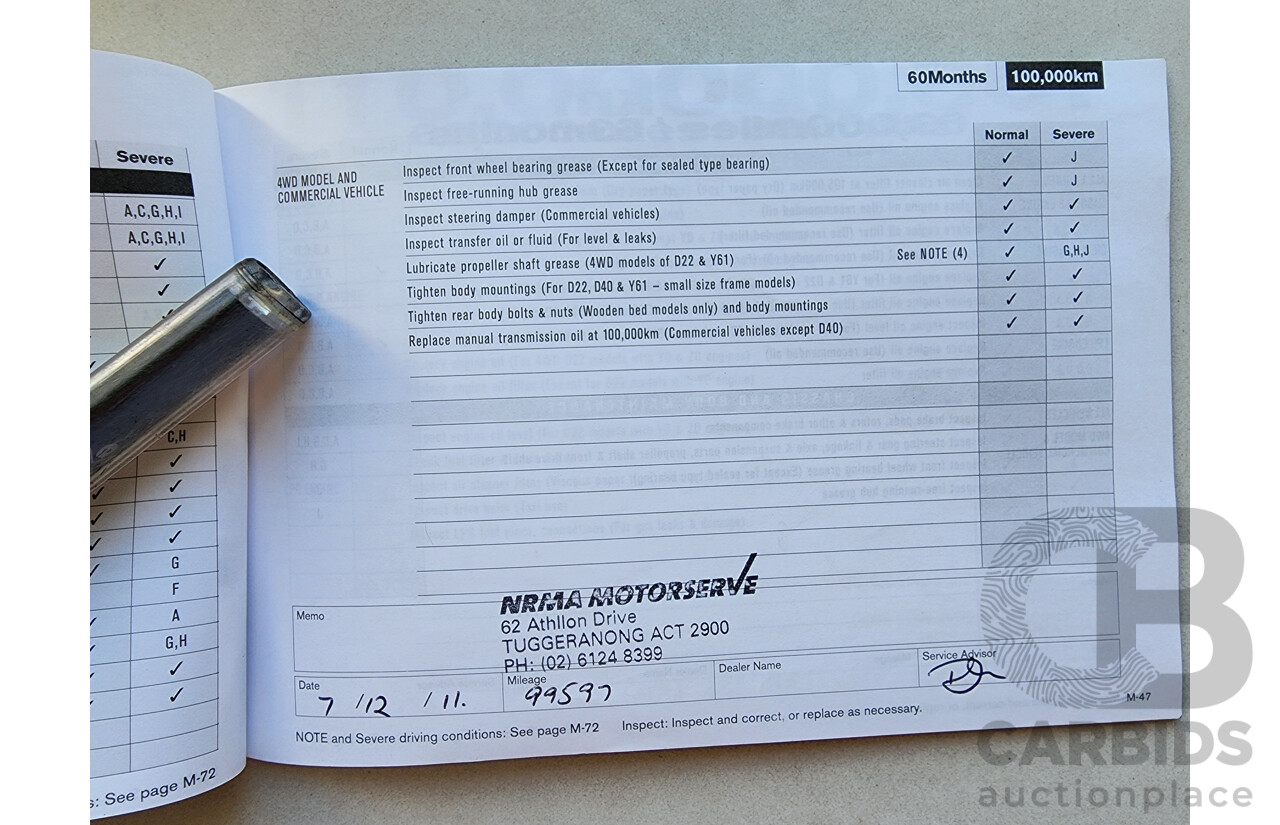 Severe
A,C,G,H,I
A,C,G,H,I
✓
✓
C,H
✓
✓
✓
✓
G
F
A
G,H
✓
✓
s: See page M-72
60Months 100,000km
Normal Severe
4WD MODEL AND
COMMERCIAL VEHICLE
Inspect front wheel bearing grease (Except for sealed type bearing) ✓ J
Inspect free-running hub grease ✓ J
Inspect steering damper (Commercial vehicles) ✓ ✓
Inspect transfer oil or fluid (For level & leaks) ✓ ✓
Lubricate propeller shaft grease (4WD models of D22 & Y61) See NOTE (4) ✓ G,H,J
Tighten body mountings (For D22, D40 & Y61 – small size frame models) ✓ ✓
Tighten rear body bolts & nuts (Wooden bed models only) and body mountings ✓ ✓
Replace manual transmission oil at 100,000km (Commercial vehicles except D40) ✓ ✓
Memo
NRMA MOTORSERVE
62 Athllon Drive
TUGGERANONG ACT 2900
PH: (02) 6124 8399
Date 7 /12 /11.
Mileage 99597
Dealer Name
Service Advisor
M-47
NOTE and Severe driving conditions: See page M-72 Inspect: Inspect and correct, or replace as necessary.
CB
CARBIDS
auctionplace